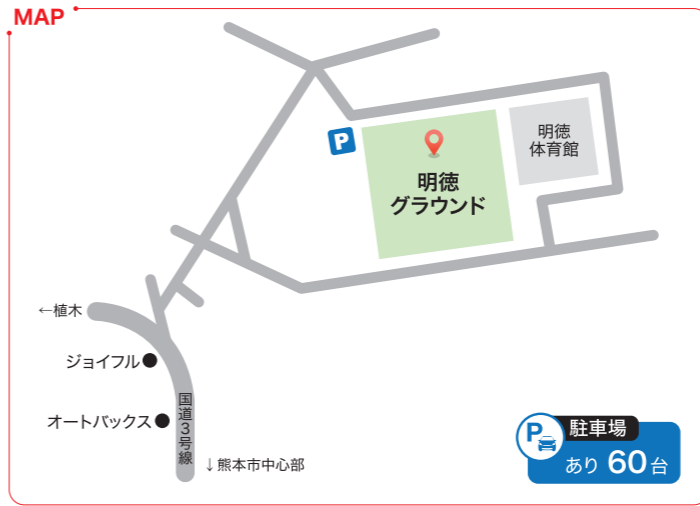 MAP
P
明徳
体育館
明徳
グラウンド
←植木
ジョイフル
オートバックス
国道3号線
↓熊本市中心部
P
駐車場
あり 60台